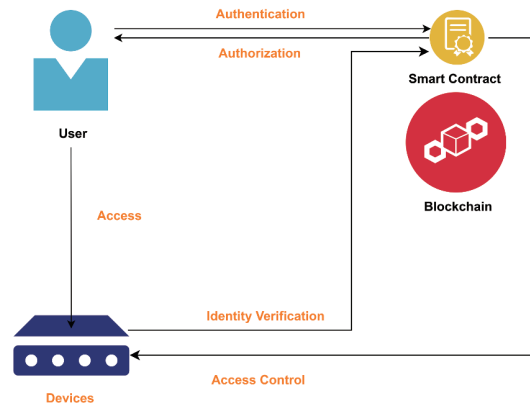 Authentication
Authorization
Smart Contract
User
Blockchain
Access
Identity Verification
Access Control
Devices